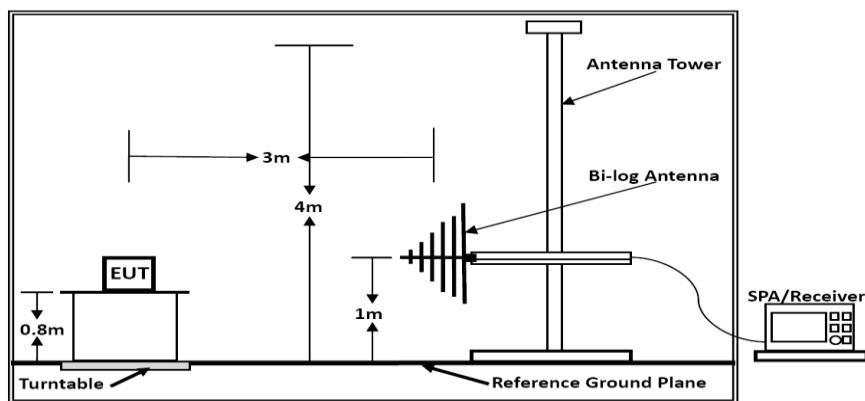 Antenna Tower
3m
Bi-log Antenna
4m
EUT
SPA/Receiver
0.8m
1m
Turntable
Reference Ground Plane